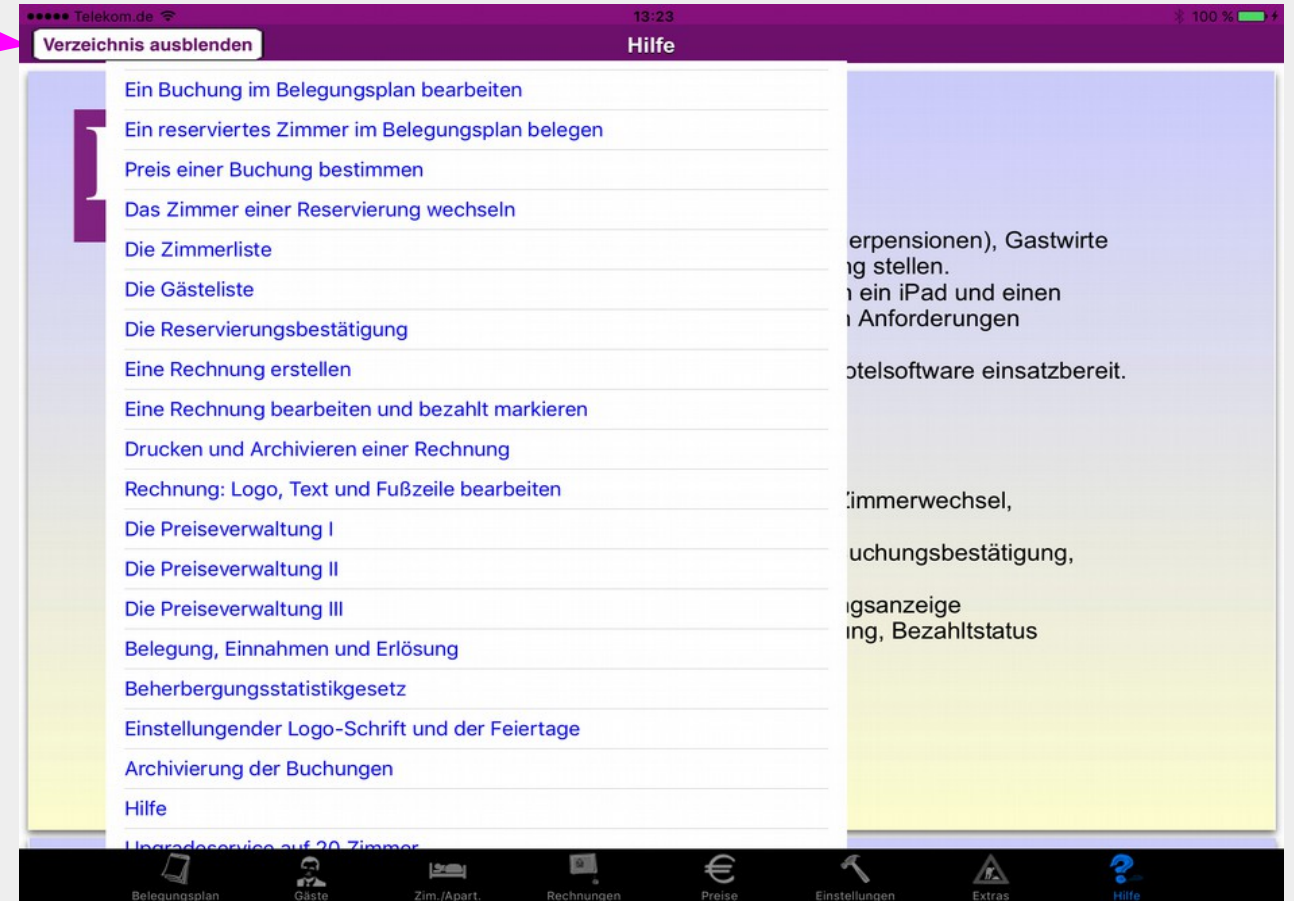 Telekom.de 13:23 100 %
Verzeichnis ausblenden Hilfe
Ein Buchung im Belegungsplan bearbeiten
Ein reserviertes Zimmer im Belegungsplan belegen
Preis einer Buchung bestimmen
Das Zimmer einer Reservierung wechseln
Die Zimmerliste
Die Gästeliste
Die Reservierungsbestätigung
Eine Rechnung erstellen
Eine Rechnung bearbeiten und bezahlt markieren
Drucken und Archivieren einer Rechnung
Rechnung: Logo, Text und Fußzeile bearbeiten
Die Preiseverwaltung I
Die Preiseverwaltung II
Die Preiseverwaltung III
Belegung, Einnahmen und Erlösung
Beherbergungsstatistikgesetz
Einstellungender Logo-Schrift und der Feiertage
Archivierung der Buchungen
Hilfe
Upgradeservice auf 20 Zimmer
erpensionen), Gastwirte
ng stellen.
ein iPad und einen
Anforderungen
otelsoftware einsatzbereit.
Zimmerwechsel,
uchungsbestätigung,
gsanzeige
ung, Bezahltstatus
Belegungsplan Gäste Zim./Apart. Rechnungen Preise Einstellungen Extras Hilfe